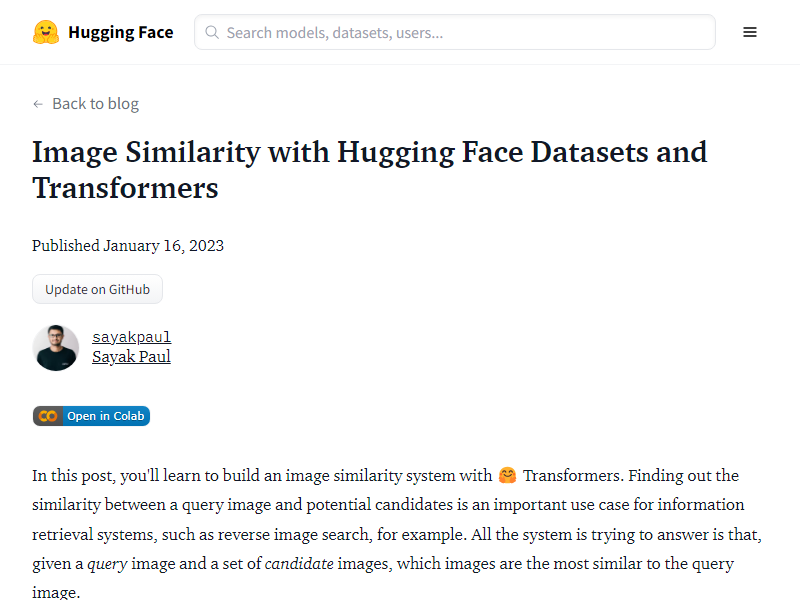 Hugging Face
Search models, datasets, users...
← Back to blog
Image Similarity with Hugging Face Datasets and
Transformers
Published January 16, 2023
Update on GitHub
sayakpaul
Sayak Paul
Open in Colab
In this post, you'll learn to build an image similarity system with 🤗 Transformers. Finding out the
similarity between a query image and potential candidates is an important use case for information
retrieval systems, such as reverse image search, for example. All the system is trying to answer is that,
given a query image and a set of candidate images, which images are the most similar to the query
image.